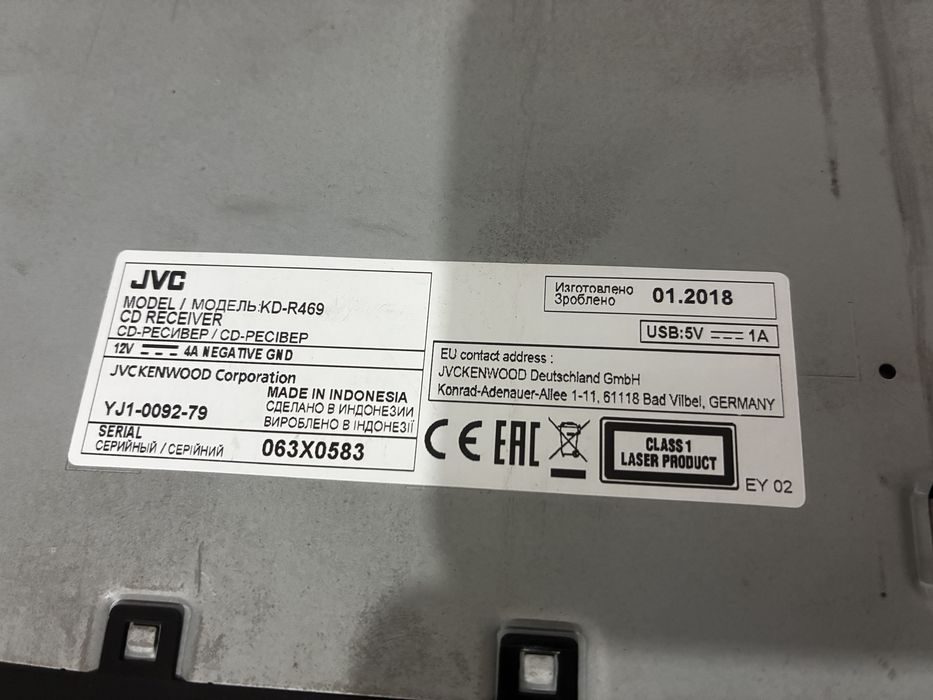 JVC
MODEL / МОДЕЛЬ:KD-R469
CD RECEIVER
CD-РЕСИВЕР / CD-РЕСІВЕР
12V 4A NEGATIVE GND
JVCKENWOOD Corporation
MADE IN INDONESIA
СДЕЛАНО В ИНДОНЕЗИИ
YJ1-0092-79
ВИРОБЛЕНО В ІНДОНЕЗІЇ
SERIAL
СЕРИЙНЫЙ / СЕРІЙНИЙ
063X0583
Изготовлено
Зроблено
01.2018
USB:5V 1A
EU contact address :
JVCKENWOOD Deutschland GmbH
Konrad-Adenauer-Allee 1-11, 61118 Bad Vilbel, GERMANY
CE EAC
CLASS 1
LASER PRODUCT
EY 02